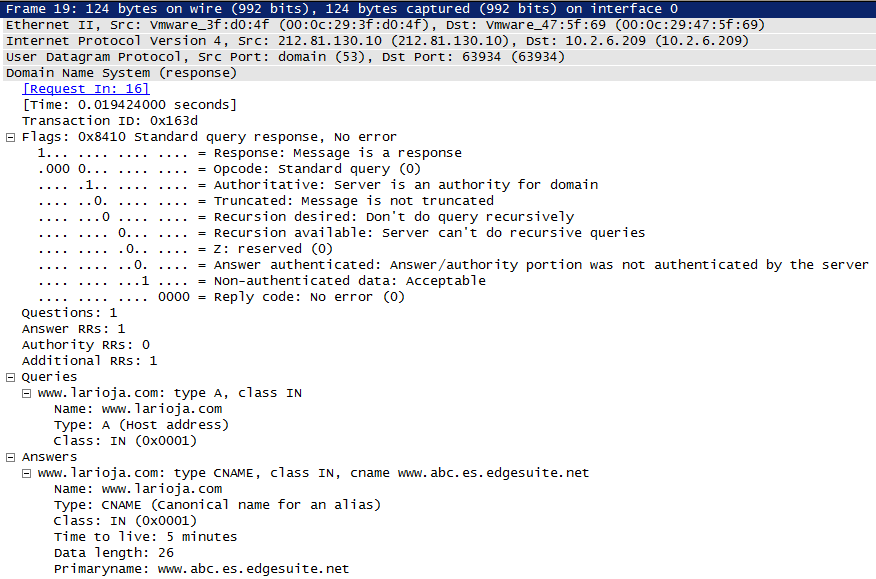 Frame 19: 124 bytes on wire (992 bits), 124 bytes captured (992 bits) on interface 0
Ethernet II, Src: Vmware_3f:d0:4f (00:0c:29:3f:d0:4f), Dst: Vmware_47:5f:69 (00:0c:29:47:5f:69)
Internet Protocol Version 4, Src: 212.81.130.10 (212.81.130.10), Dst: 10.2.6.209 (10.2.6.209)
User Datagram Protocol, Src Port: domain (53), Dst Port: 63934 (63934)
Domain Name System (response)
[Request In: 16]
[Time: 0.019424000 seconds]
Transaction ID: 0x163d
Flags: 0x8410 Standard query response, No error
1... .... .... .... = Response: Message is a response
.000 0... .... .... = Opcode: Standard query (0)
.... .1.. .... .... = Authoritative: Server is an authority for domain
.... ..0. .... .... = Truncated: Message is not truncated
.... ...0 .... .... = Recursion desired: Don't do query recursively
.... .... 0... .... = Recursion available: Server can't do recursive queries
.... .... .0.. .... = Z: reserved (0)
.... .... ..0. .... = Answer authenticated: Answer/authority portion was not authenticated by the server
.... .... ...1 .... = Non-authenticated data: Acceptable
.... .... .... 0000 = Reply code: No error (0)
Questions: 1
Answer RRs: 1
Authority RRs: 0
Additional RRs: 1
Queries
www.larioja.com: type A, class IN
Name: www.larioja.com
Type: A (Host address)
Class: IN (0x0001)
Answers
www.larioja.com: type CNAME, class IN, cname www.abc.es.edgesuite.net
Name: www.larioja.com
Type: CNAME (Canonical name for an alias)
Class: IN (0x0001)
Time to live: 5 minutes
Data length: 26
Primaryname: www.abc.es.edgesuite.net